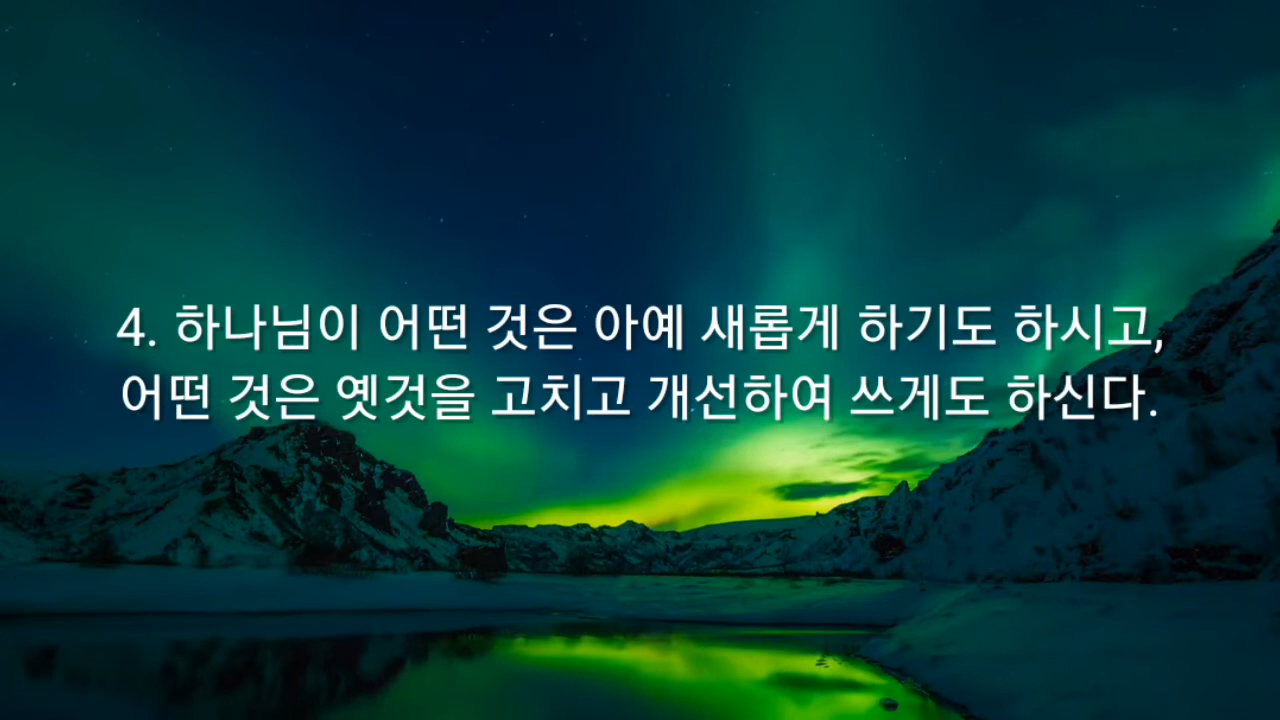 4. 하나님이 어떤 것은 아예 새롭게 하기도 하시고,
어떤 것은 옛것을 고치고 개선하여 쓰게도 하신다.